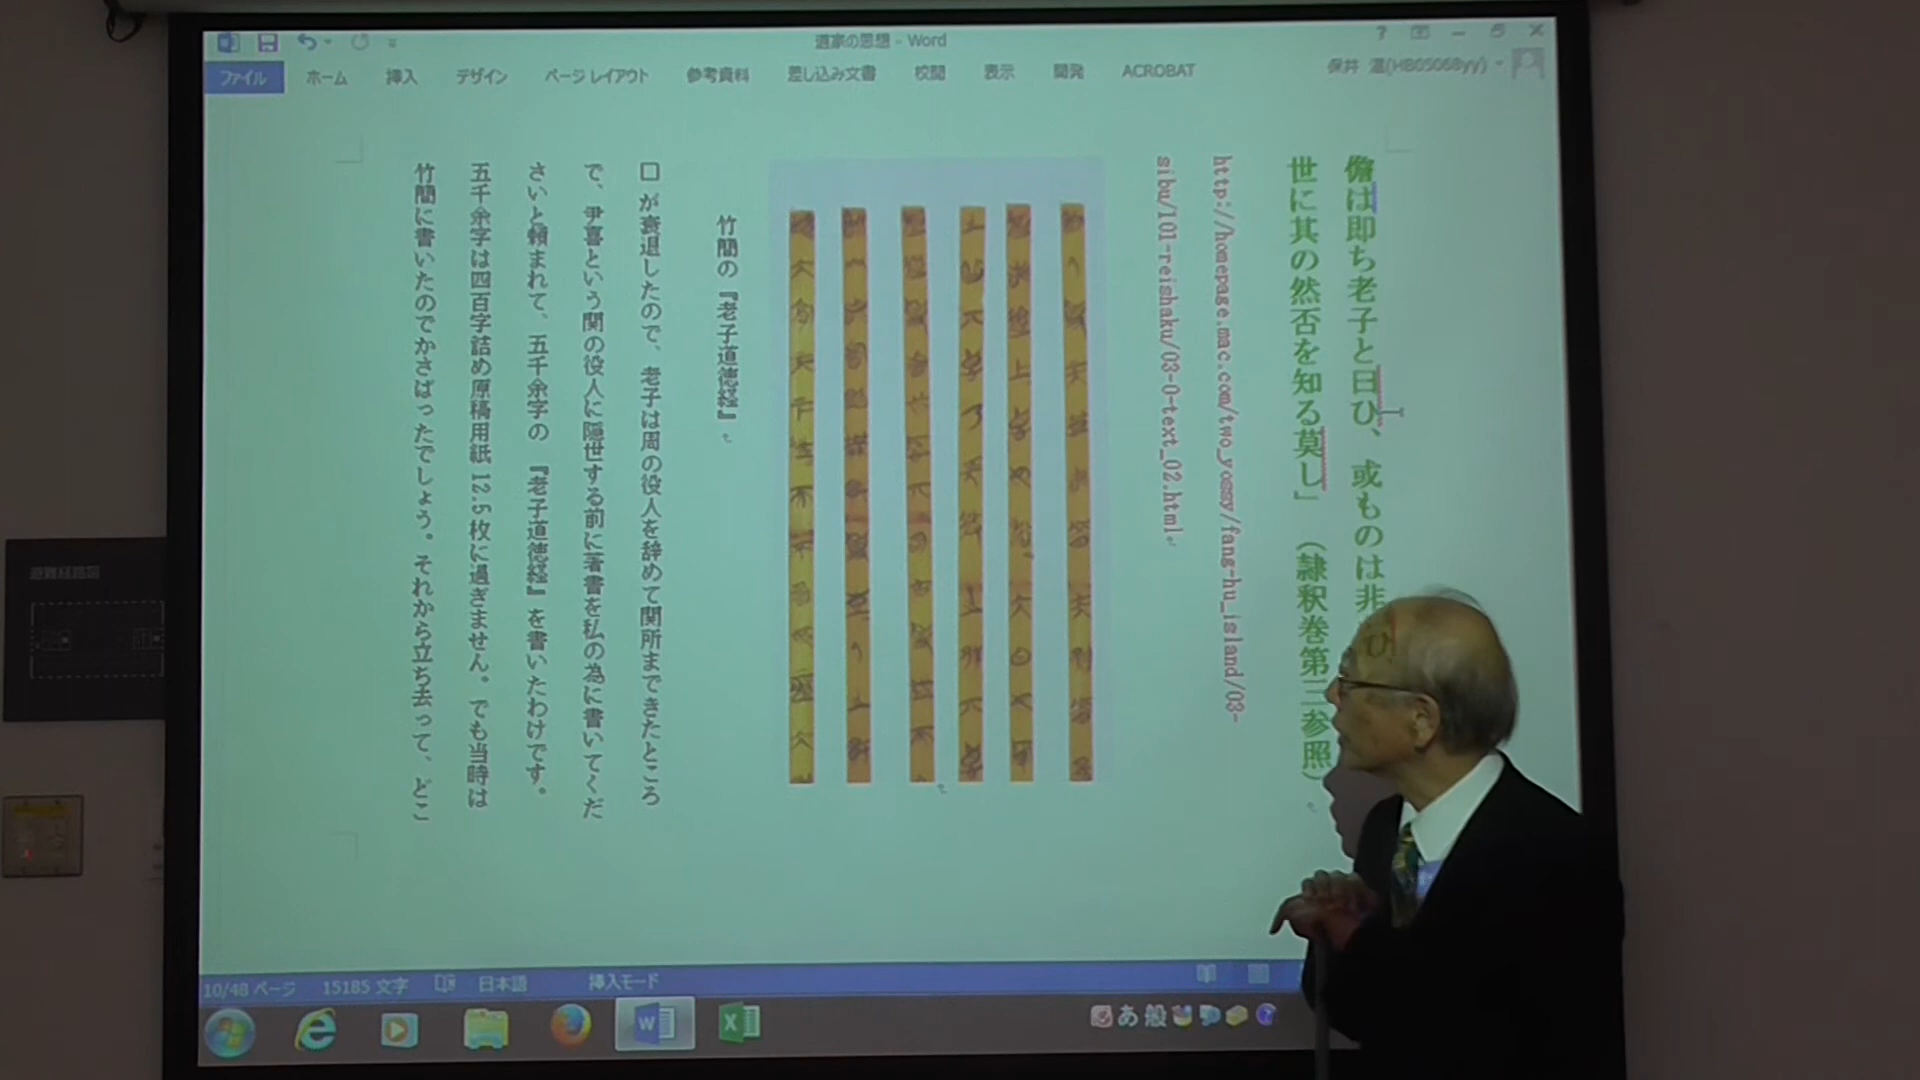 道家の思想 - Word
ファイル
ホーム
挿入
デザイン
ページ レイアウト
参考資料
差し込み文書
校閲
表示
開発
ACROBAT
儋は即ち老子と曰ひ、或ものは非
世に其の然否を知る莫し」（隷釈巻第三参照）
http://homepage.mac.com/two_yossy/fang-hu_island/03-
sibu/101-reishaku/03-0-text_02.html
竹簡の『老子道徳経』
口が衰退したので、老子は周の役人を辞めて関所まできたところ
で、尹喜という関の役人に隠世する前に著書を私の為に書いてくだ
さいと頼まれて、五千余字の『老子道徳経』を書いたわけです。
五千余字は四百字詰め原稿用紙 12.5 枚に過ぎません。でも当時は
竹簡に書いたのでかさばったでしょう。それから立ち去って、どこ
10/48 ページ
15185 文字
日本語
挿入モード
あ 般
避難経路図